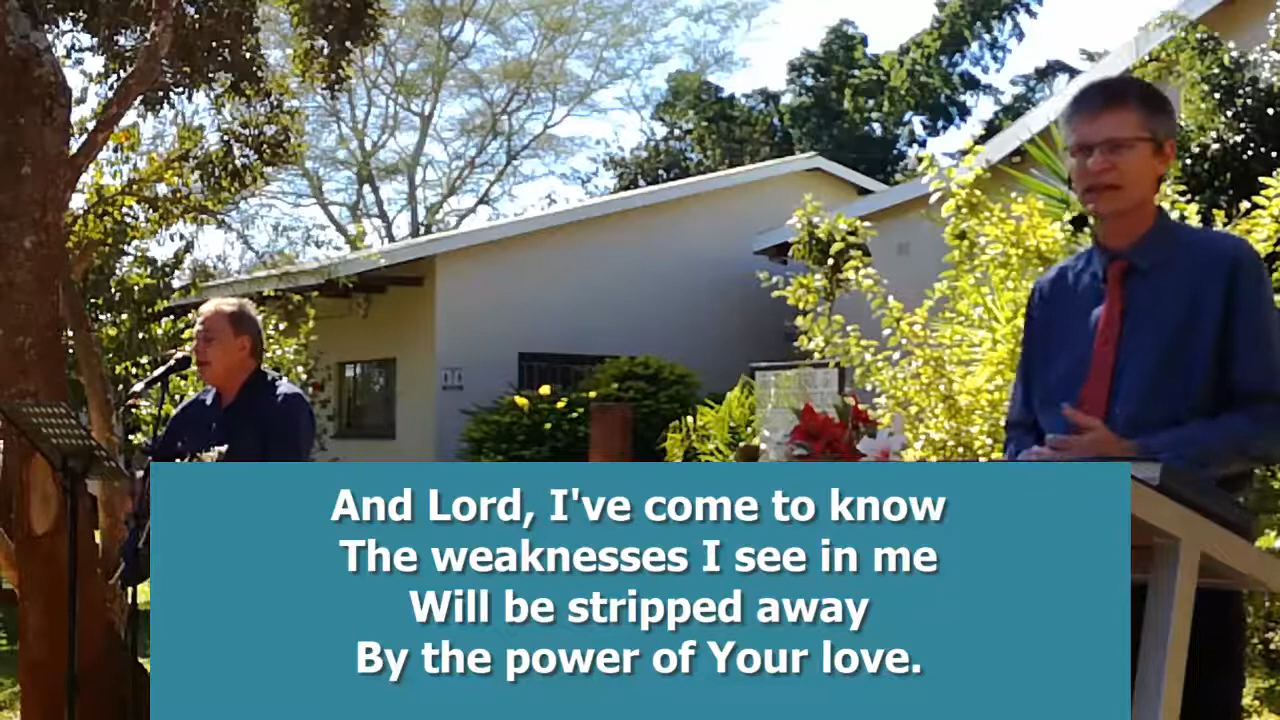 And Lord, I've come to know
The weaknesses I see in me
Will be stripped away
By the power of Your love.